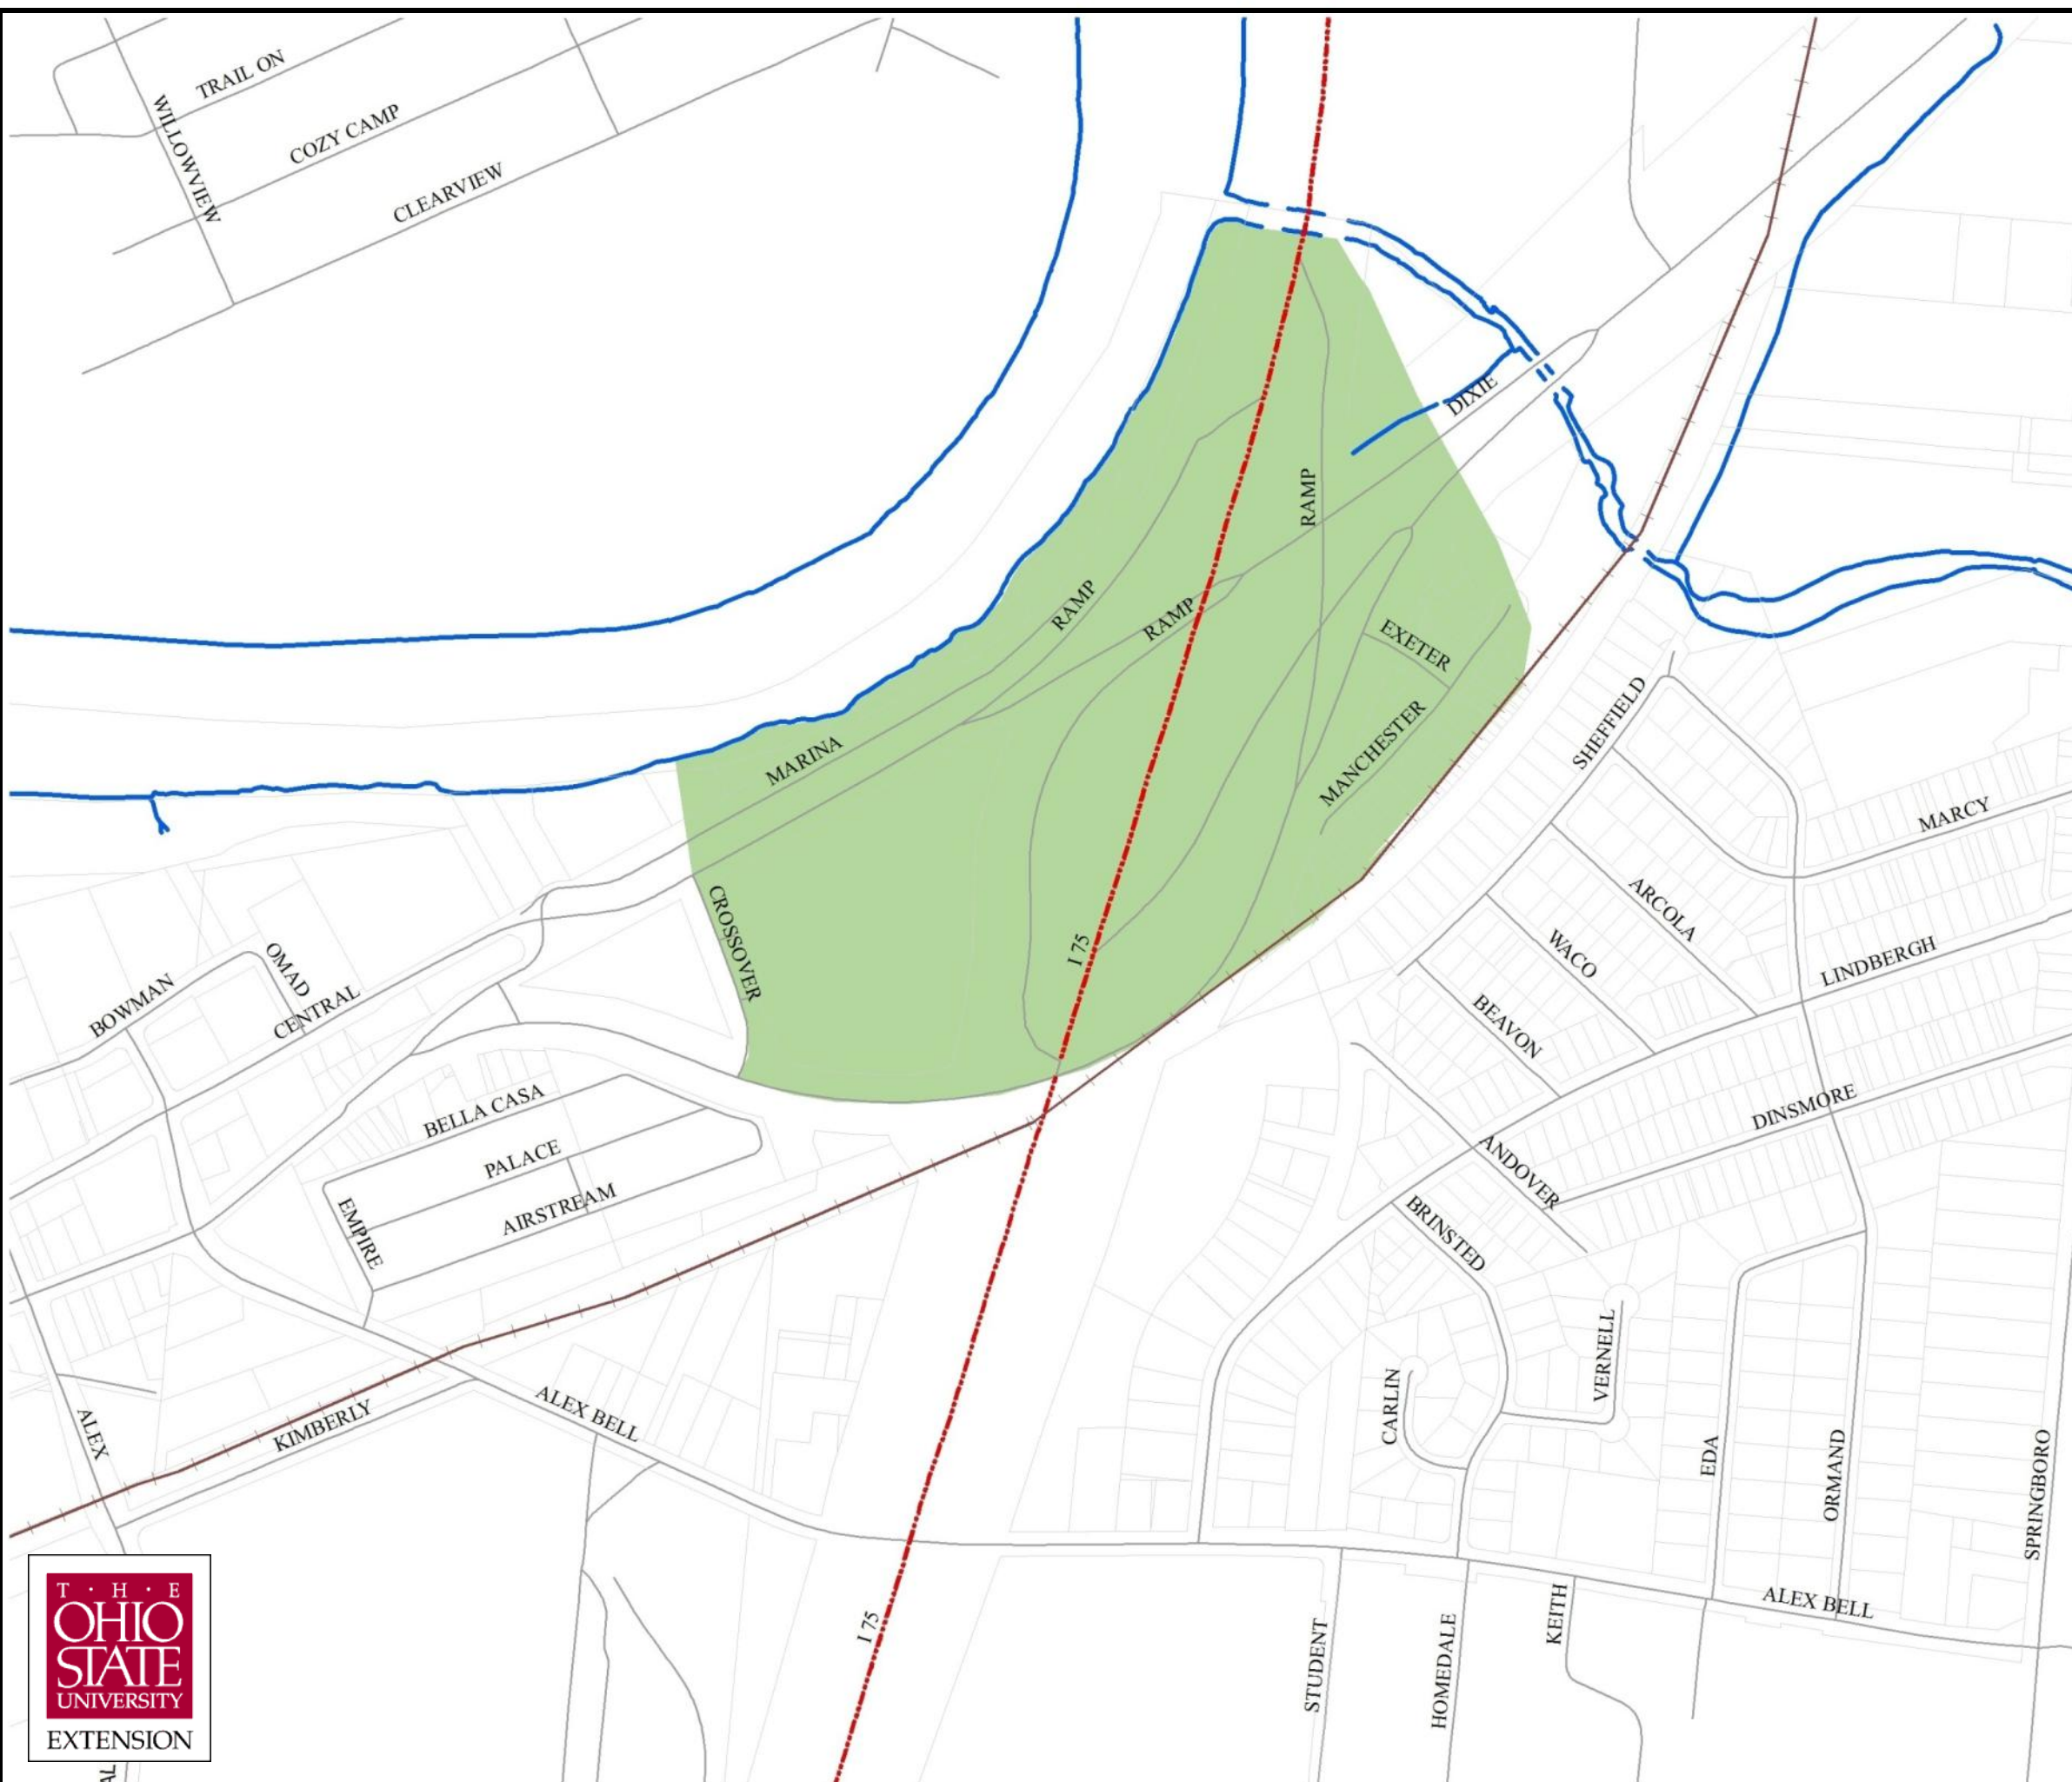 TRAIL ON
WILLOWVIEW
COZY CAMP
CLEARVIEW
DIXIE
RAMP
RAMP
RAMP
EXETER
MANCHESTER
MARINA
SHEFFIELD
MARCY
ARCOLA
WACO
BEAVON
LINDBERGH
CROSSOVER
I 75
OMAD
BOWMAN
CENTRAL
BELLA CASA
PALACE
AIRSTREAM
EMPIRE
DINSMORE
ANDOVER
BRINSTED
VERNELL
CARLIN
EDA
ORMAND
SPRINGBORO
ALEX
KIMBERLY
ALEX BELL
ALEX BELL
I 75
STUDENT
HOMEDALE
KEITH
T · H · E
OHIO
STATE
UNIVERSITY
EXTENSION
AL